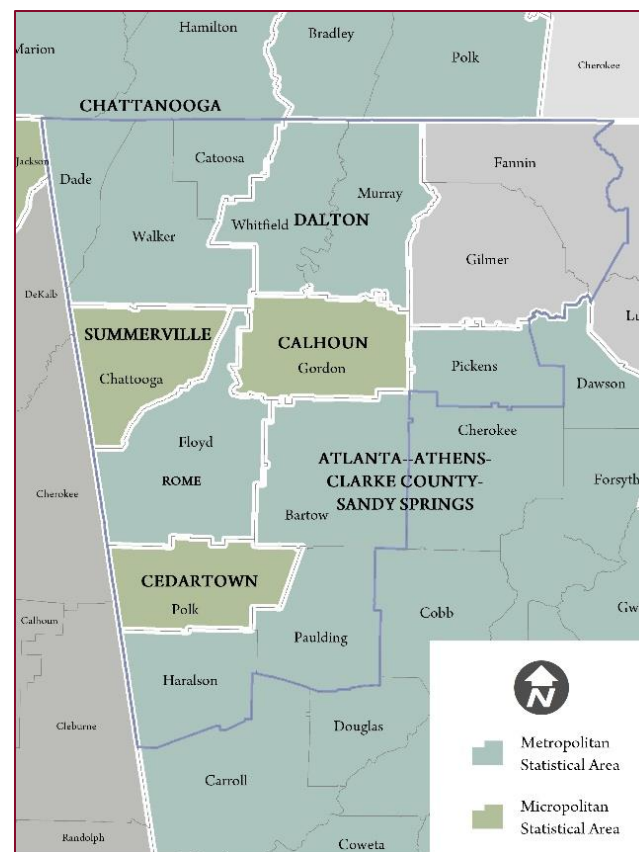 Hamilton
Bradley
Marion
Polk
Cherokee
CHATTANOOGA
Jackson
Catoosa
Fannin
Dade
Murray
Whitfield
DALTON
Walker
Gilmer
DeKalb
Lu
SUMMERVILLE
CALHOUN
Chattooga
Gordon
Pickens
Dawson
Cherokee
Floyd
ATLANTA--ATHENS-
CLARKE COUNTY-
SANDY SPRINGS
ROME
Forsyth
Cherokee
Bartow
CEDARTOWN
Polk
Cobb
Gw
Calhoun
Paulding
Haralson
Cleburne
Douglas
N
Metropolitan
Statistical Area
Carroll
Micropolitan
Statistical Area
Randolph
Coweta